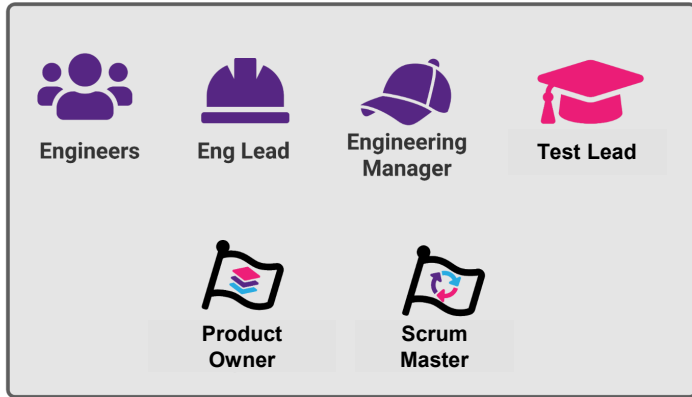 Engineers
Eng Lead
Engineering
Manager
Test Lead
Product
Owner
Scrum
Master